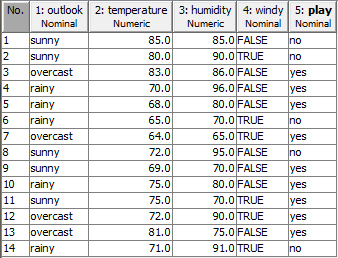 No. 1: outlook 2: temperature 3: humidity 4: windy 5: play
Nominal Numeric Numeric Nominal Nominal
1 sunny 85.0 85.0 FALSE no
2 sunny 80.0 90.0 TRUE no
3 overcast 83.0 86.0 FALSE yes
4 rainy 70.0 96.0 FALSE yes
5 rainy 68.0 80.0 FALSE yes
6 rainy 65.0 70.0 TRUE no
7 overcast 64.0 65.0 TRUE yes
8 sunny 72.0 95.0 FALSE no
9 sunny 69.0 70.0 FALSE yes
10 rainy 75.0 80.0 FALSE yes
11 sunny 75.0 70.0 TRUE yes
12 overcast 72.0 90.0 TRUE yes
13 overcast 81.0 75.0 FALSE yes
14 rainy 71.0 91.0 TRUE no